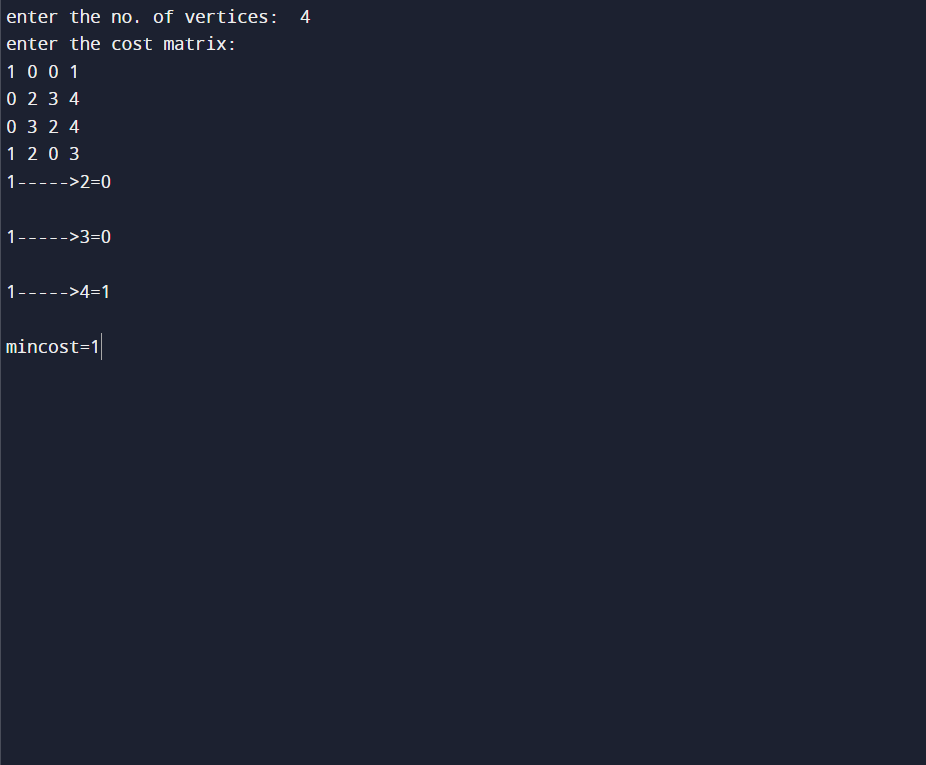 enter the no. of vertices:  4
enter the cost matrix:
1 0 0 1
0 2 3 4
0 3 2 4
1 2 0 3
1----->2=0
1----->3=0
1----->4=1
mincost=1